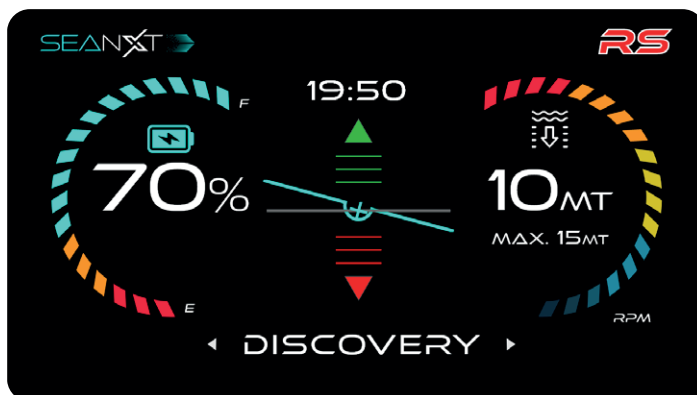 SEANXT
RS
F
19:50
70%
10MT
MAX. 15MT
E
RPM
DISCOVERY